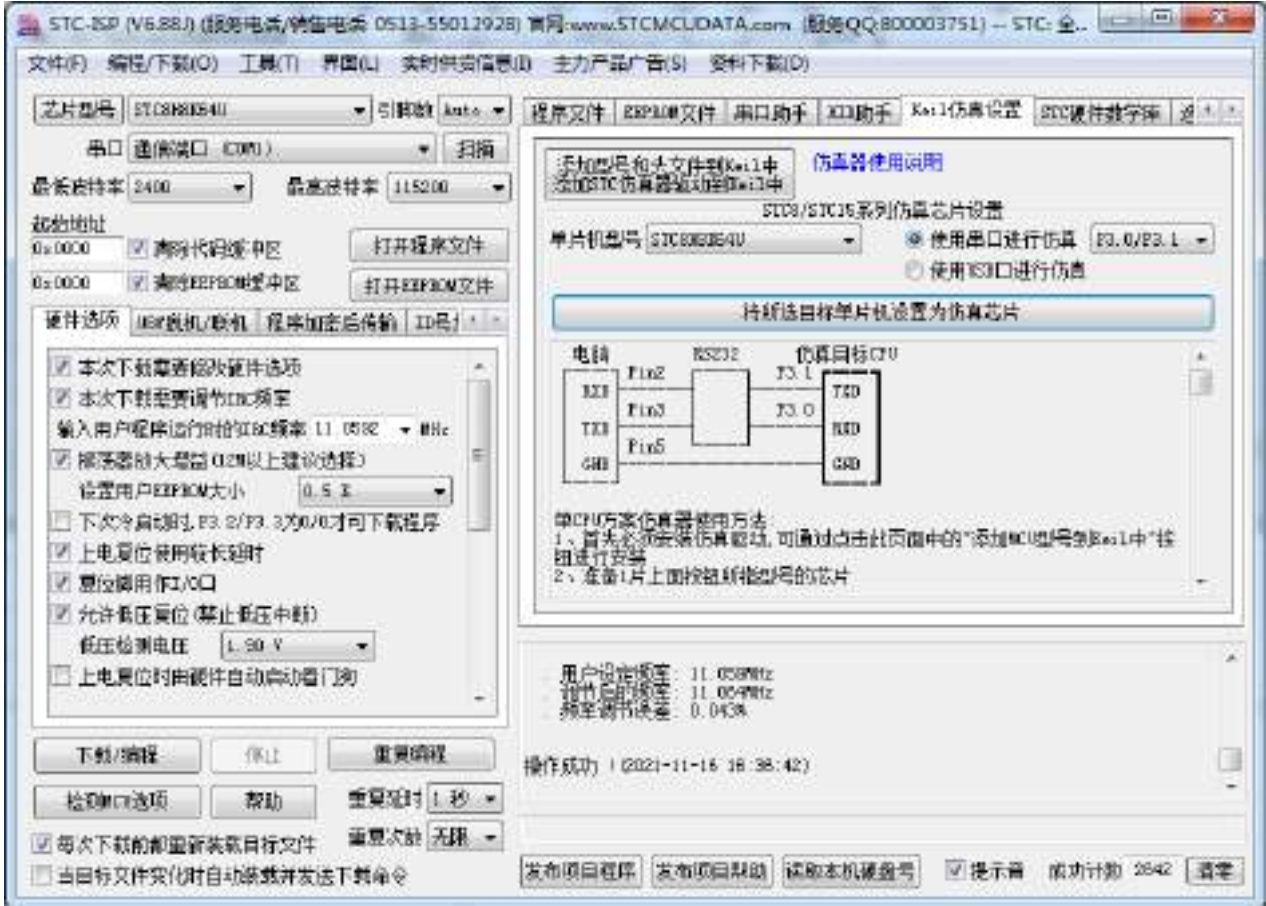 STC-ISP (V6.88J) (服务电话/销售电话 0513-55012928) 官网:www.STCMCUDATA.com (服务QQ:800003751) -- STC: 全..
文件(F) 编程/下载(O) 工具(T) 界面(L) 实时供货信息(I) 主力产品广告(S) 资料下载(D)
芯片型号 STC8H8K64U 引脚数 Auto
串口 通信端口 (COM1) 扫描
最低波特率 2400 最高波特率 115200
起始地址
0x0000 清除代码缓冲区 打开程序文件
0x0000 清除EEPROM缓冲区 打开EEPROM文件
硬件选项 脱机/联机 程序加密后传输 ID号
本次下载需要修改硬件选项
本次下载需要调节IRC频率
输入用户程序运行时的IRC频率 11.0592 MHz
振荡器放大增益(12M以上建议选择)
设置用户EEPROM大小 0.5 K
下次冷启动时,P3.2/P3.3为0/0才可下载程序
上电复位使用较长延时
复位脚用作I/O口
允许低压复位(禁止低压中断)
低压检测电压 1.90 V
上电复位时由硬件自动启动看门狗
下载/编程 停止 重复编程
检测MCU选项 帮助 重复延时 1 秒
每次下载前都重新装载目标文件 重复次数 无限
当目标文件变化时自动装载并发送下载命令
程序文件 EEPROM文件 串口助手 HID助手 Keil仿真设置 STC硬件数学库
添加型号和头文件到Keil中
添加STC仿真器驱动到Keil中
仿真器使用说明
STC8/STC15系列仿真芯片设置
单片机型号 STC8H8K64U 使用串口进行仿真 P3.0/P3.1
使用USB口进行仿真
将所选目标单片机设置为仿真芯片
电脑 RS232 仿真目标CPU
Pin2 P3.1
RXD TXD
Pin3 P3.0
TXD RXD
Pin5
GND GND
单CPU方案仿真器使用方法
1、首先必须安装仿真驱动,可通过点击此页面中的"添加MCU型号到Keil中"按
钮进行安装
2、准备1片上面按钮所指型号的芯片
. 用户设定频率: 11.059MHz
. 调节后的频率: 11.064MHz
. 频率调节误差: 0.043%
操作成功 !(2021-11-16 16:36:42)
发布项目程序 发布项目帮助 读取本机硬盘号 提示音 成功计数 2642 清零